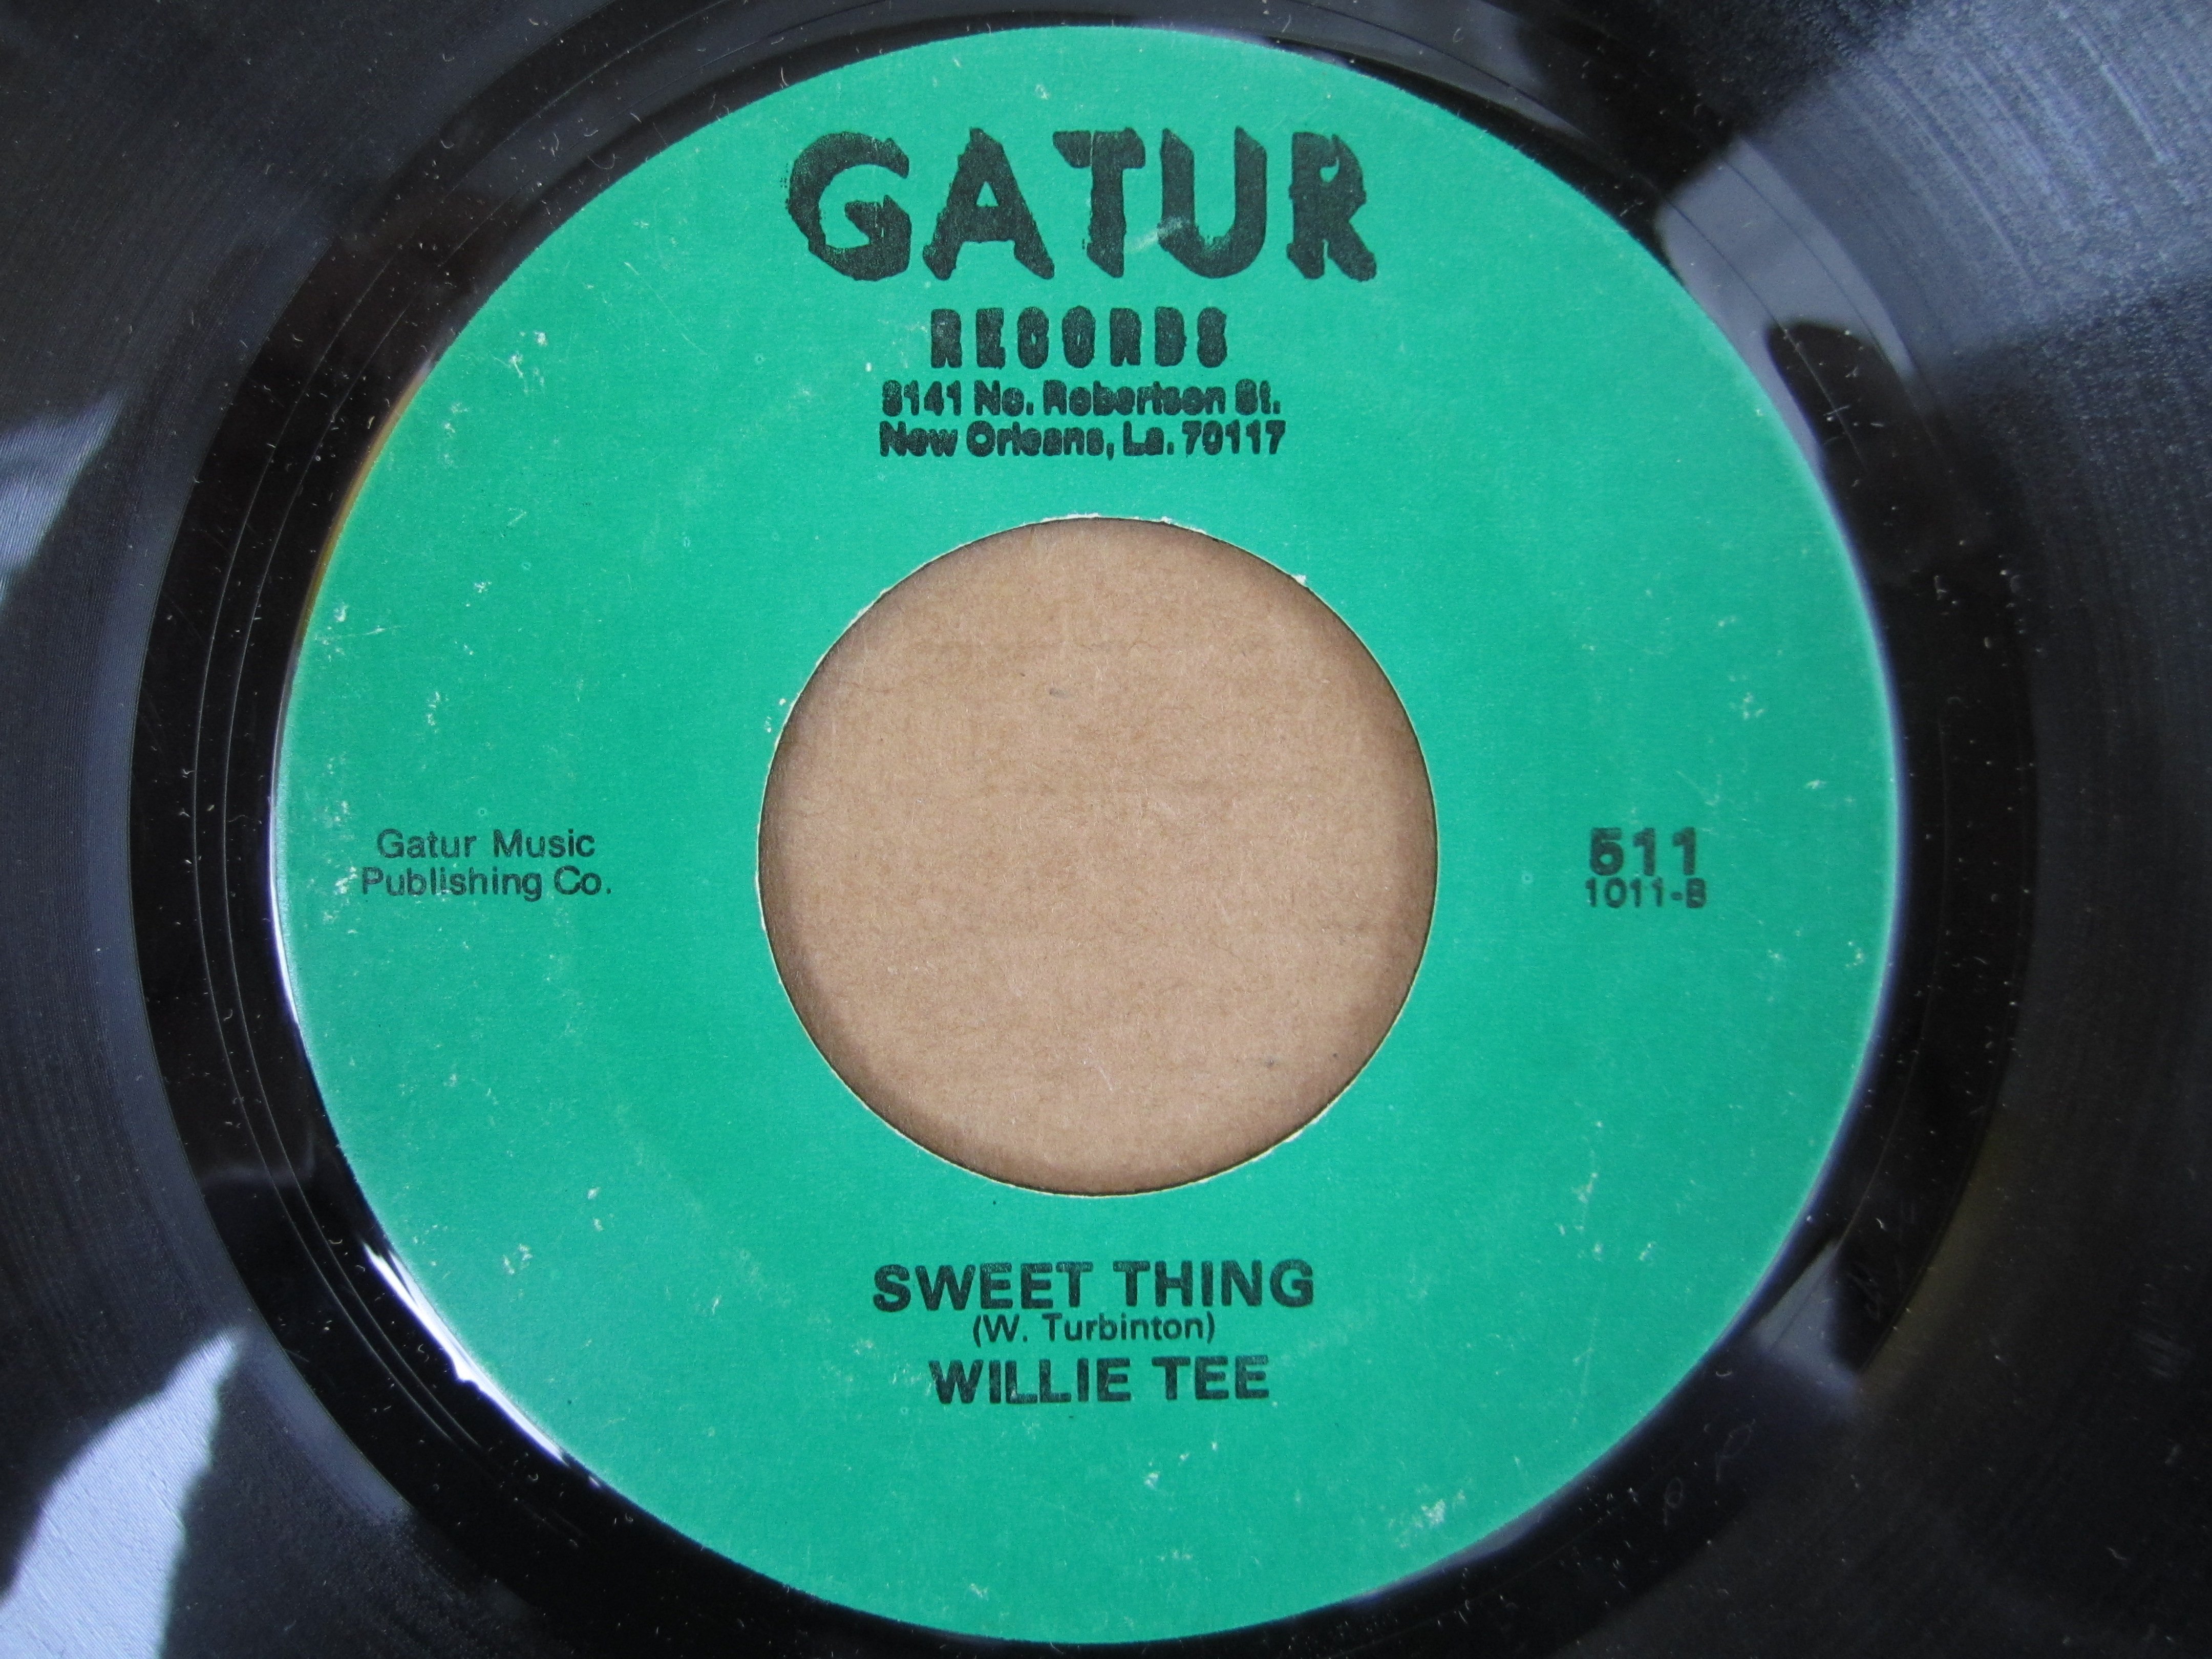 GATUR
RECORDS
3141 No. Robertson St.
New Orleans, La. 70117
Gatur Music
Publishing Co.
511
1011-B
SWEET THING
(W. Turbinton)
WILLIE TEE